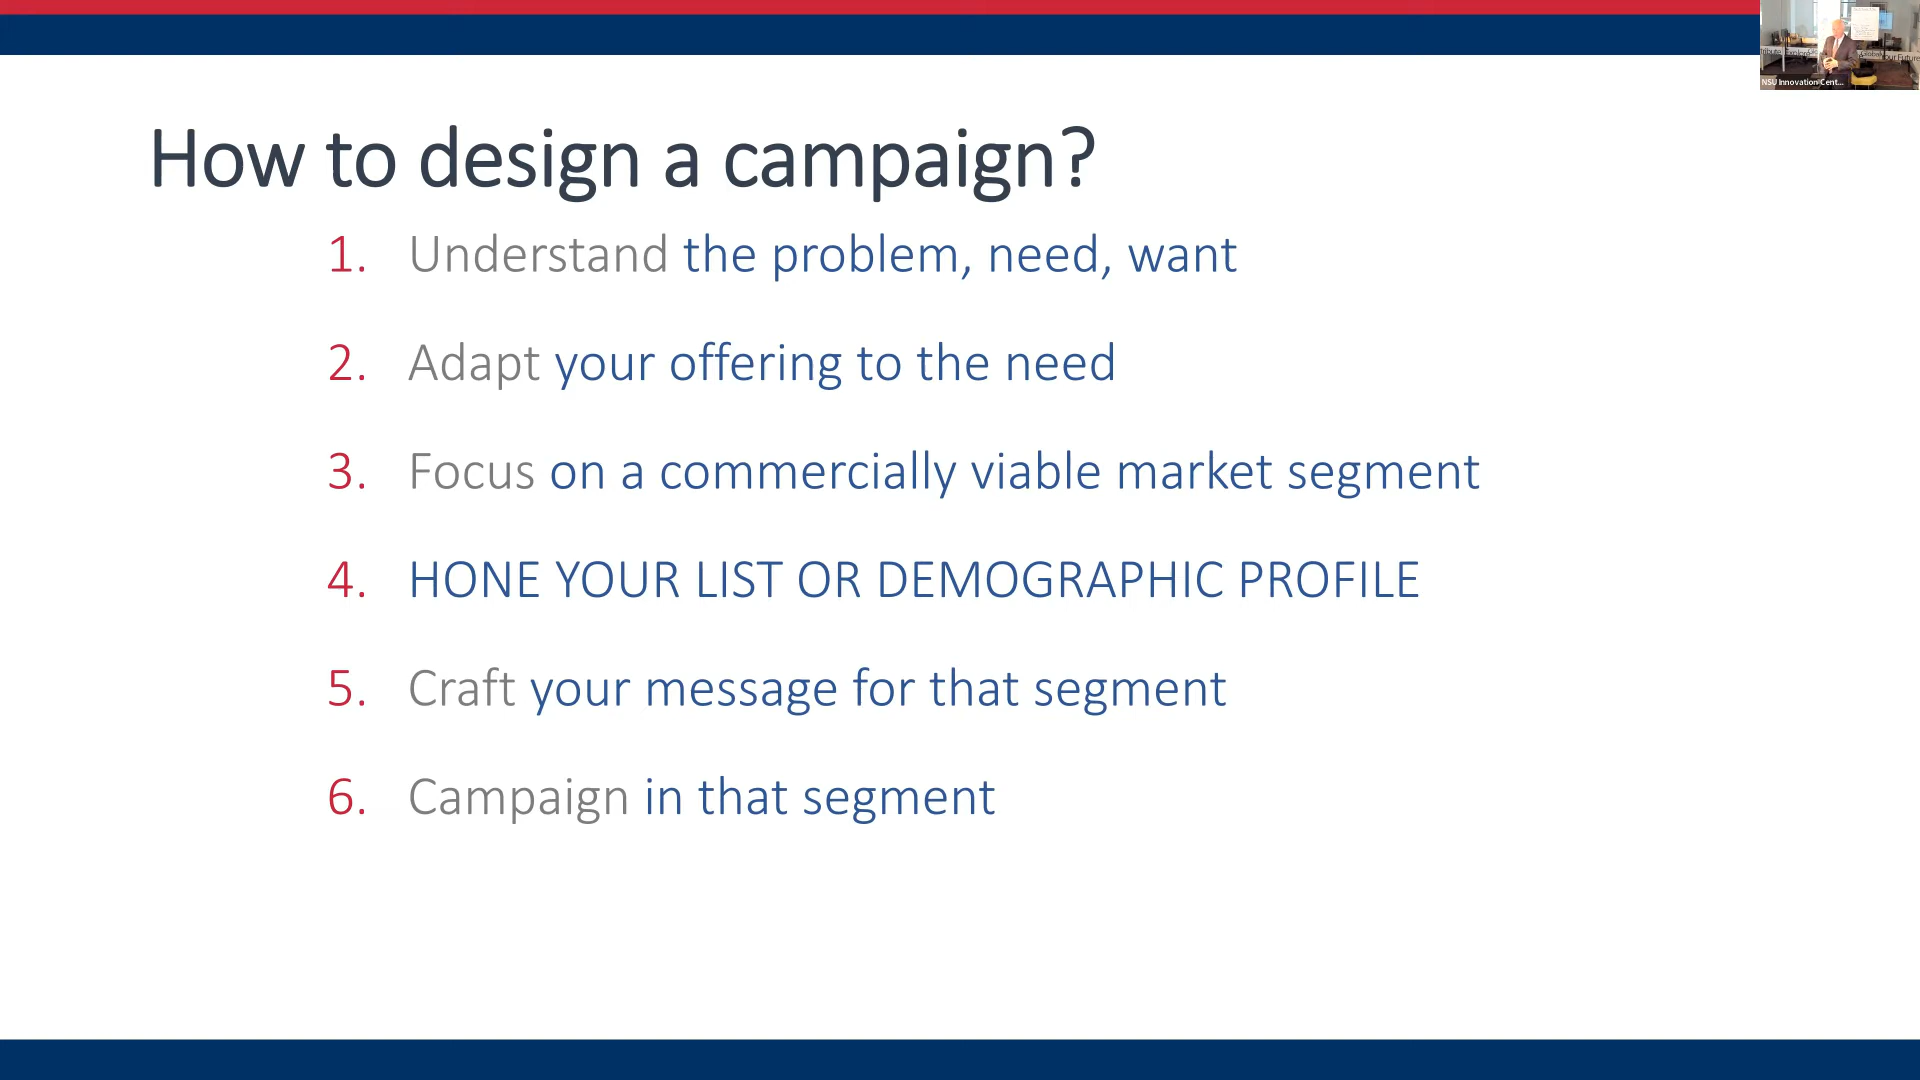 How to design a campaign?
1. Understand the problem, need, want
2. Adapt your offering to the need
3. Focus on a commercially viable market segment
4. HONE YOUR LIST OR DEMOGRAPHIC PROFILE
5. Craft your message for that segment
6. Campaign in that segment
NSU Innovation Cent...